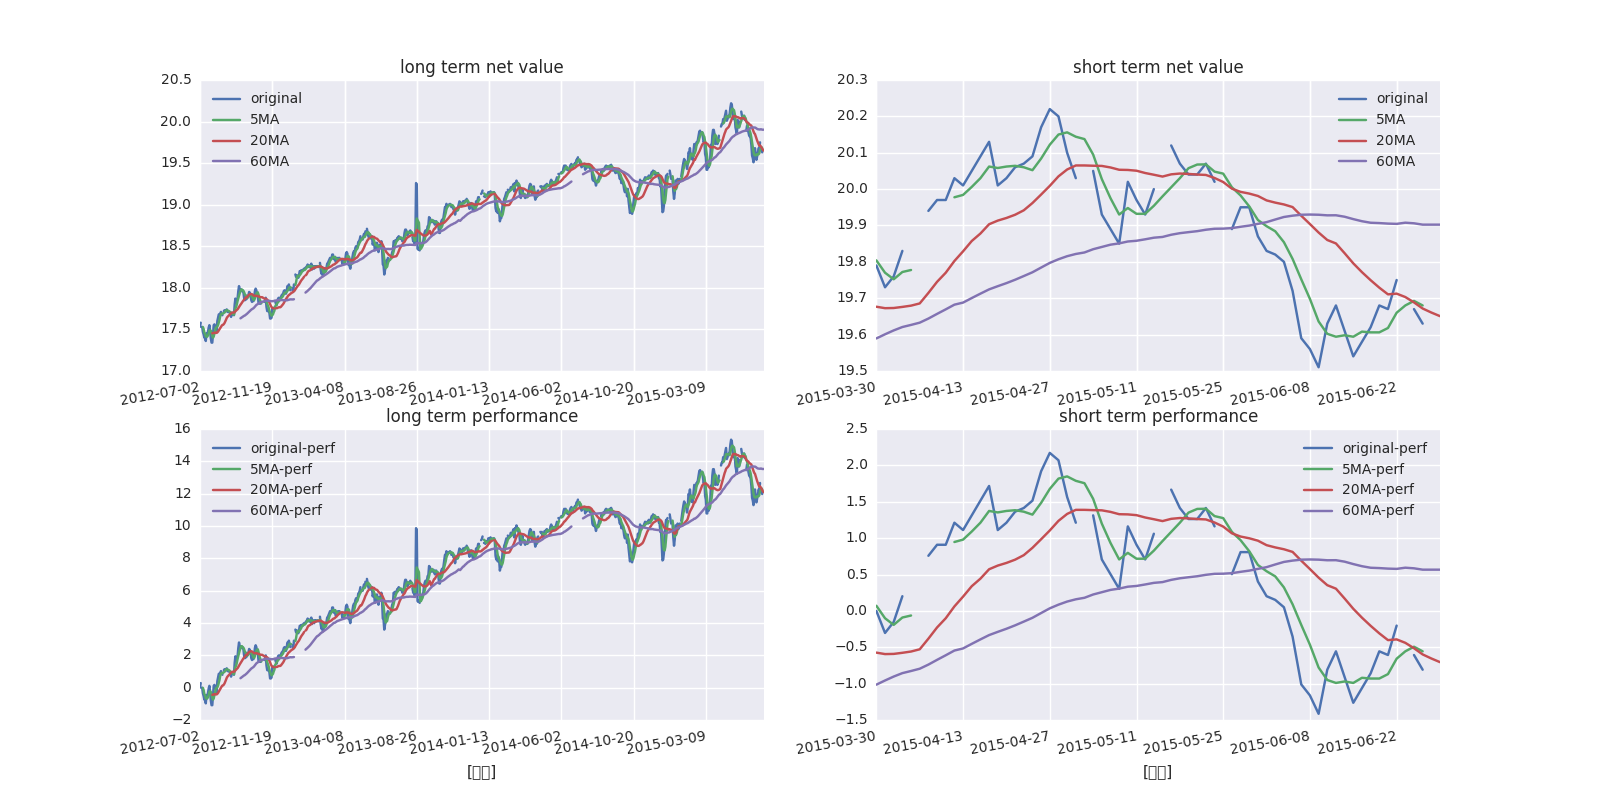 long term net value
20.5
20.0
19.5
19.0
18.5
18.0
17.5
17.0
original
5MA
20MA
60MA
2012-07-02 2012-11-19 2013-04-08 2013-08-26 2014-01-13 2014-06-02 2014-10-20 2015-03-09
short term net value
20.3
20.2
20.1
20.0
19.9
19.8
19.7
19.6
19.5
original
5MA
20MA
60MA
2015-03-30 2015-04-13 2015-04-27 2015-05-11 2015-05-25 2015-06-08 2015-06-22
long term performance
16
14
12
10
8
6
4
2
0
−2
original-perf
5MA-perf
20MA-perf
60MA-perf
2012-07-02 2012-11-19 2013-04-08 2013-08-26 2014-01-13 2014-06-02 2014-10-20 2015-03-09
[▯▯]
short term performance
2.5
2.0
1.5
1.0
0.5
0.0
−0.5
−1.0
−1.5
original-perf
5MA-perf
20MA-perf
60MA-perf
2015-03-30 2015-04-13 2015-04-27 2015-05-11 2015-05-25 2015-06-08 2015-06-22
[▯▯]